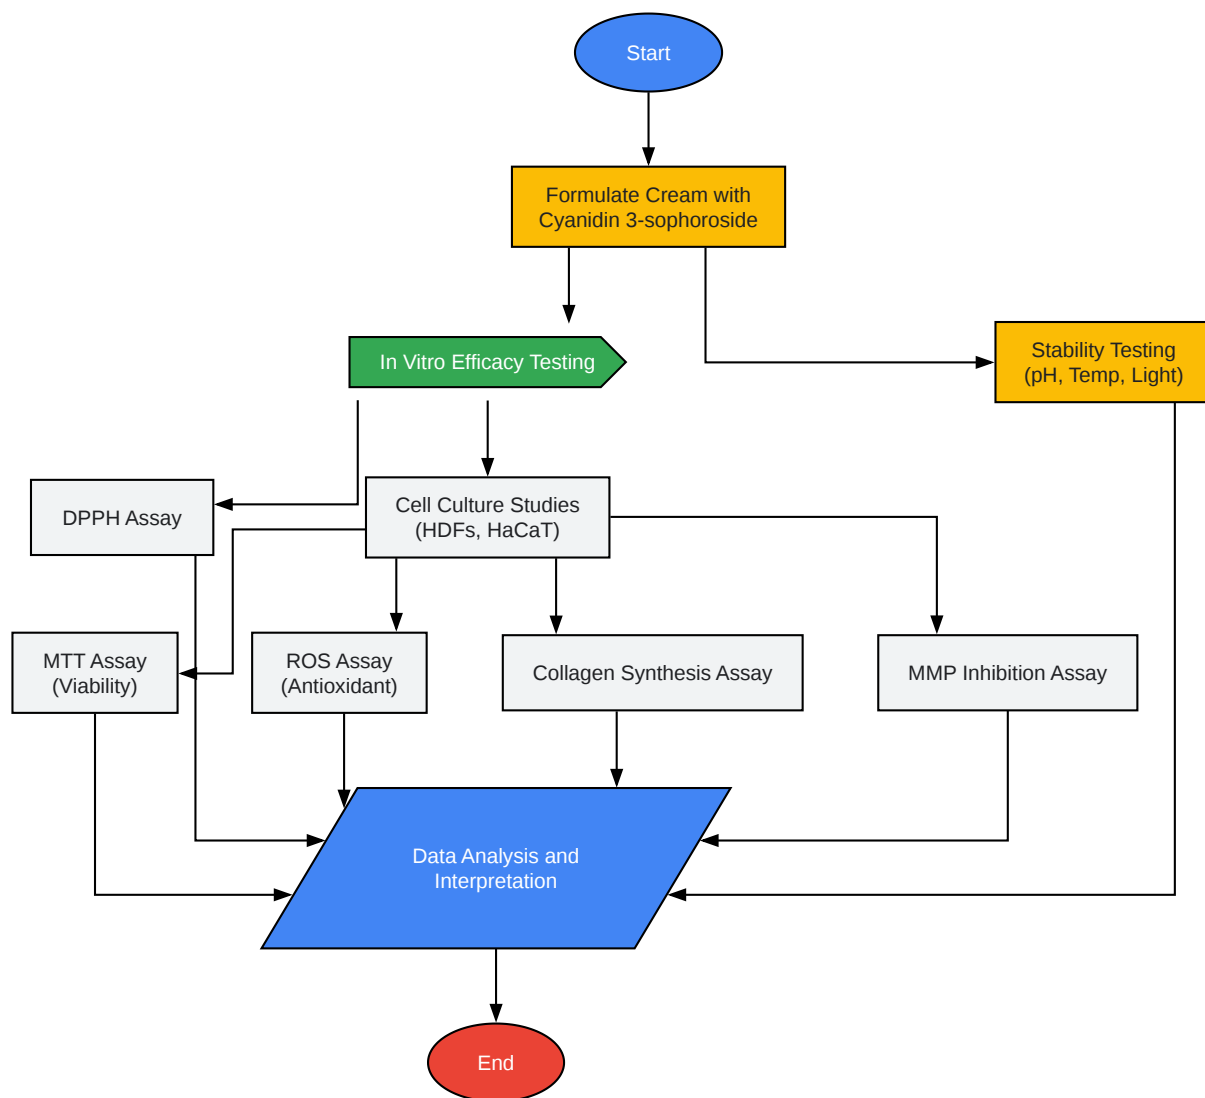 Start
Formulate Cream with
Cyanidin 3-sophoroside
In Vitro Efficacy Testing
Stability Testing
(pH, Temp, Light)
DPPH Assay
Cell Culture Studies
(HDFs, HaCaT)
MTT Assay
(Viability)
ROS Assay
(Antioxidant)
Collagen Synthesis Assay
MMP Inhibition Assay
Data Analysis and
Interpretation
End